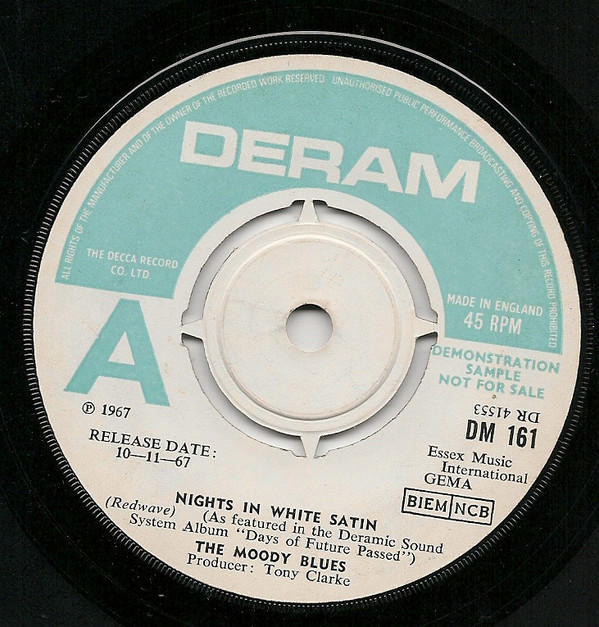 ALL RIGHTS OF THE MANUFACTURER AND OF THE OWNER OF THE RECORDED WORK RESERVED. UNAUTHORISED PUBLIC PERFORMANCE BROADCASTING AND COPYING OF THIS RECORD PROHIBITED
DERAM
THE DECCA RECORD
CO. LTD.
MADE IN ENGLAND
45 RPM
A
DEMONSTRATION
SAMPLE
NOT FOR SALE
℗ 1967
DR 41553
RELEASE DATE:
10—11—67
DM 161
Essex Music
International
GEMA
BIEM NCB
NIGHTS IN WHITE SATIN
(Redwave) (As featured in the Deramic Sound
System Album "Days of Future Passed")
THE MOODY BLUES
Producer: Tony Clarke